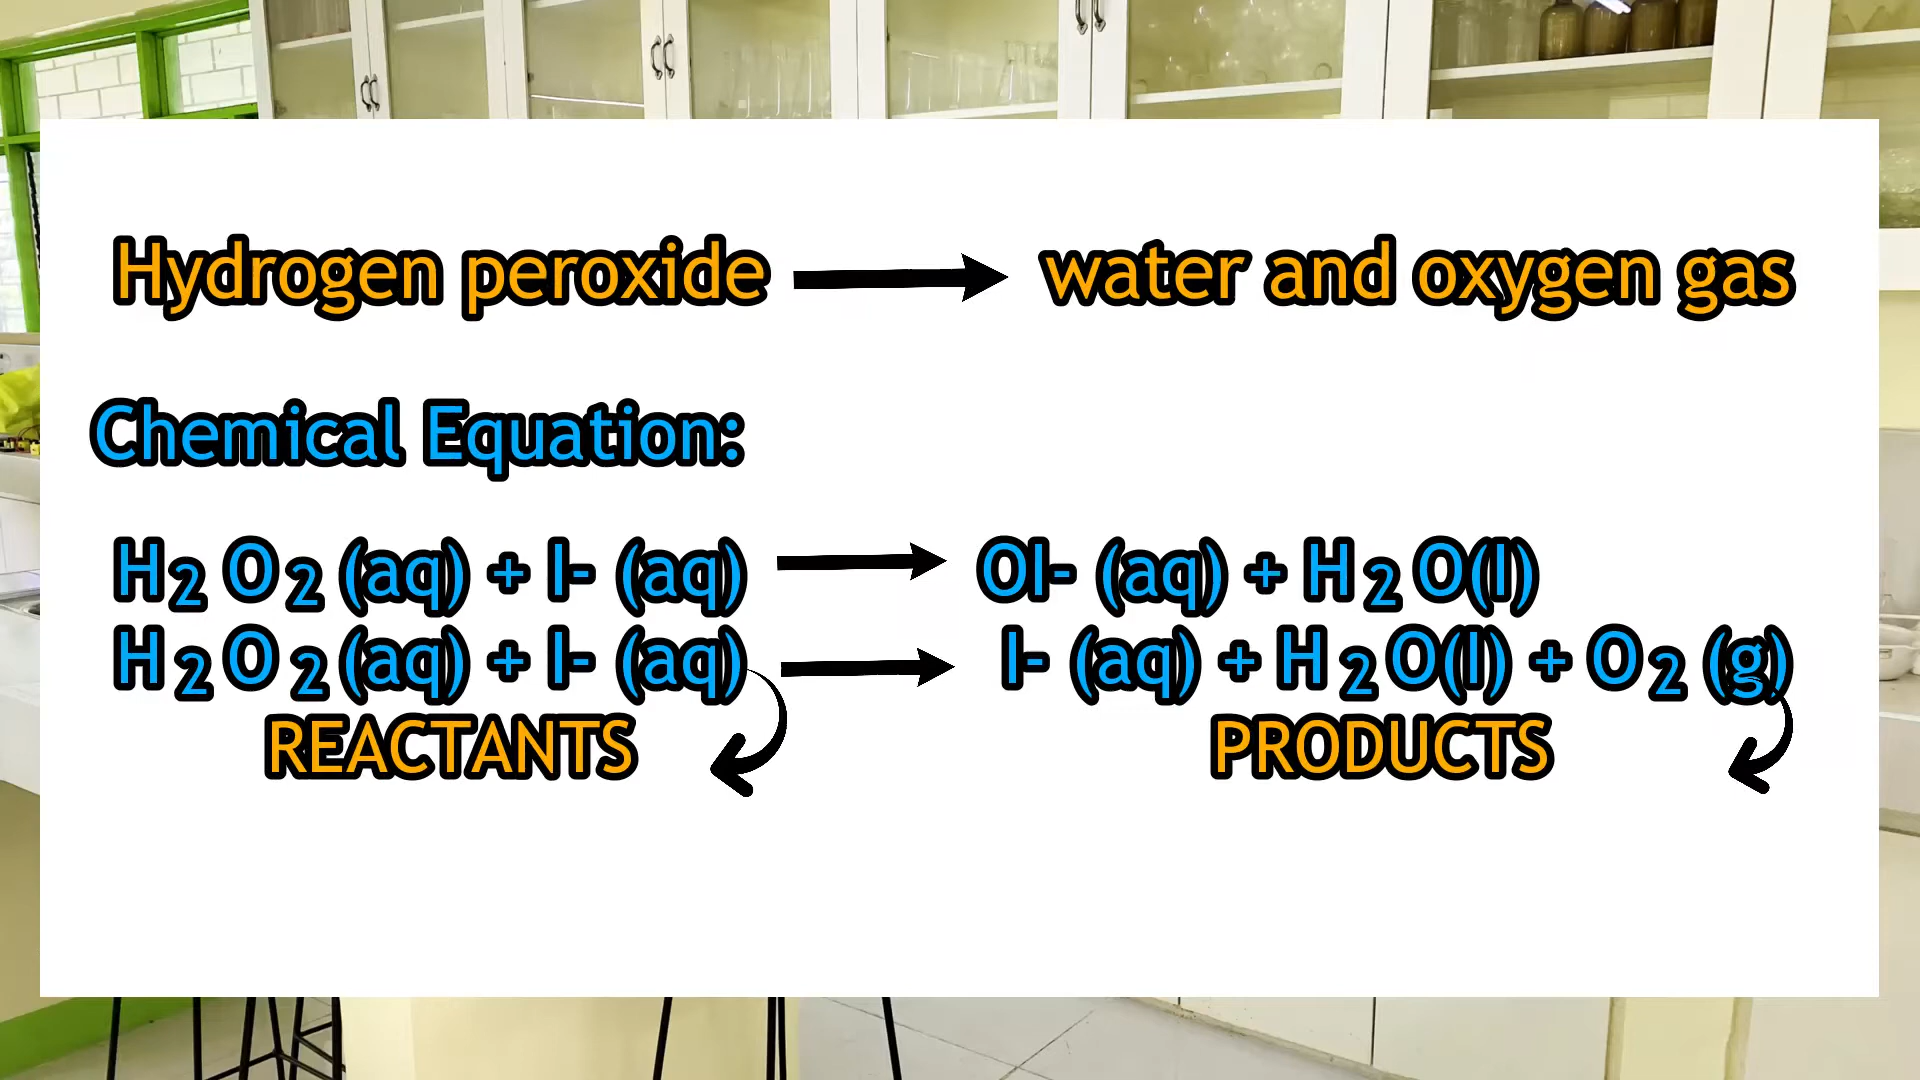 Hydrogen peroxide → water and oxygen gas
Chemical Equation:
H₂O₂ (aq) + I- (aq) → OI- (aq) + H₂O(l)
H₂O₂ (aq) + I- (aq) → I- (aq) + H₂O(l) + O₂ (g)
REACTANTS PRODUCTS